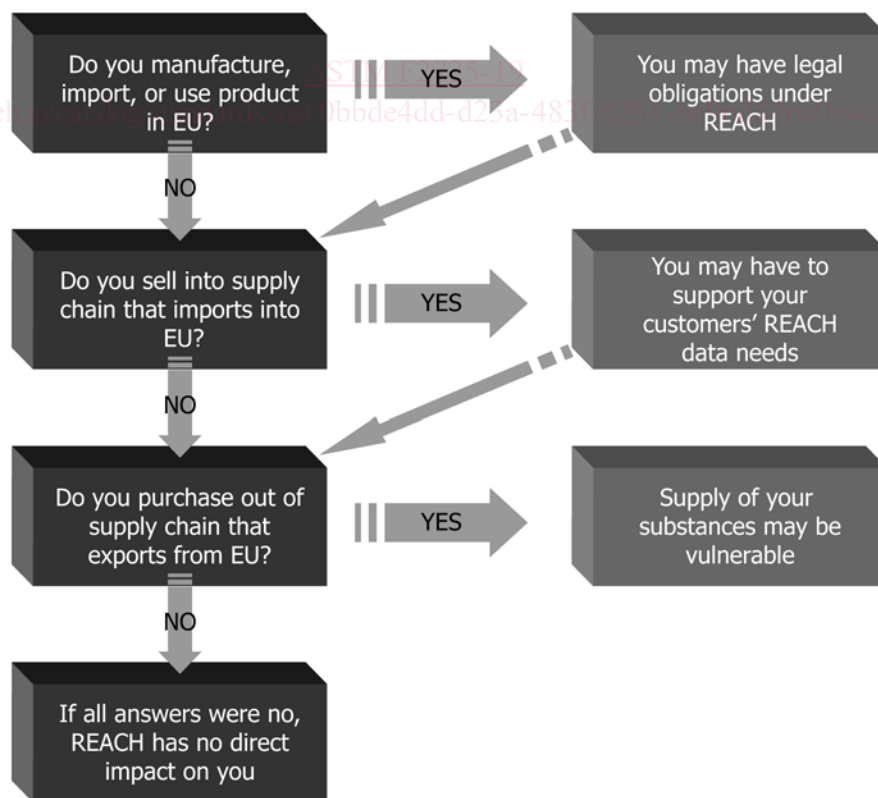 Do you manufacture,
import, or use product
in EU?
YES
You may have legal
obligations under
REACH
ASTM F2725-19
NO
Do you sell into supply
chain that imports into
EU?
YES
You may have to
support your
customers' REACH
data needs
NO
Do you purchase out of
supply chain that
exports from EU?
YES
Supply of your
substances may be
vulnerable
NO
If all answers were no,
REACH has no direct
impact on you